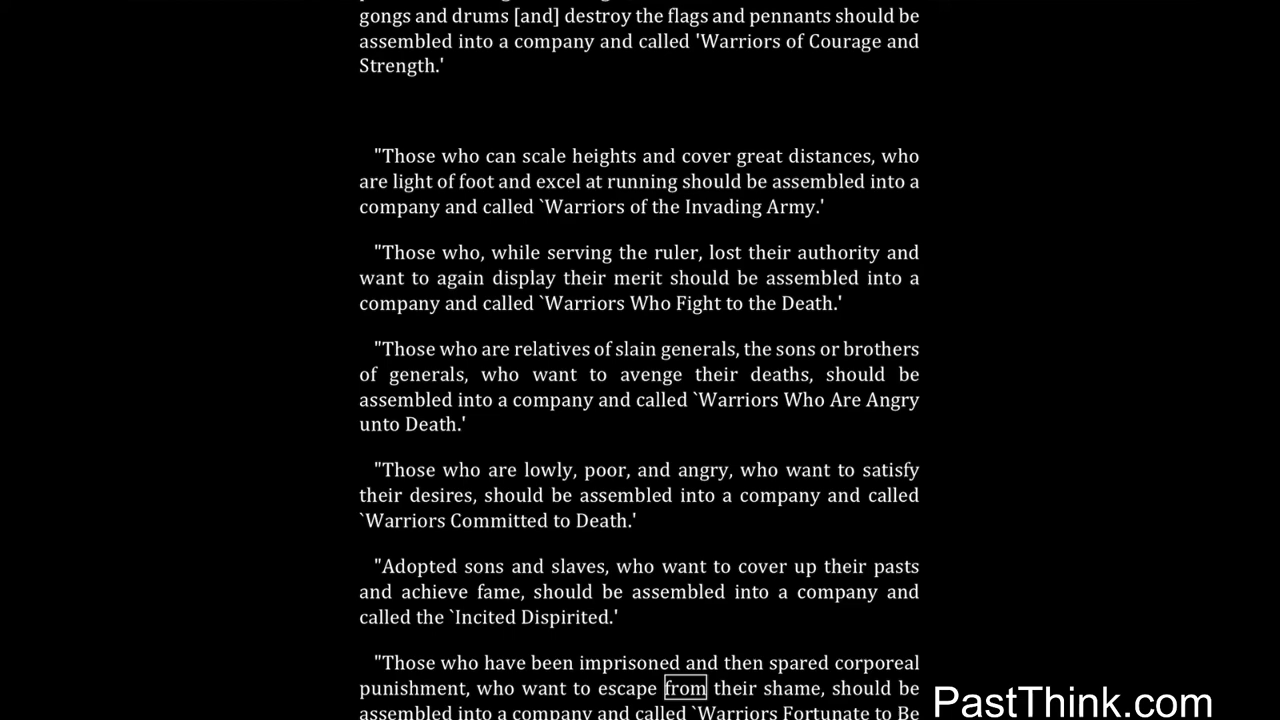 gongs and drums [and] destroy the flags and pennants should be
assembled into a company and called 'Warriors of Courage and
Strength.'
"Those who can scale heights and cover great distances, who
are light of foot and excel at running should be assembled into a
company and called `Warriors of the Invading Army.'
"Those who, while serving the ruler, lost their authority and
want to again display their merit should be assembled into a
company and called `Warriors Who Fight to the Death.'
"Those who are relatives of slain generals, the sons or brothers
of generals, who want to avenge their deaths, should be
assembled into a company and called `Warriors Who Are Angry
unto Death.'
"Those who are lowly, poor, and angry, who want to satisfy
their desires, should be assembled into a company and called
`Warriors Committed to Death.'
"Adopted sons and slaves, who want to cover up their pasts
and achieve fame, should be assembled into a company and
called the `Incited Dispirited.'
"Those who have been imprisoned and then spared corporeal
punishment, who want to escape from their shame, should be
assembled into a company and called `Warriors Fortunate to Be
PastThink.com